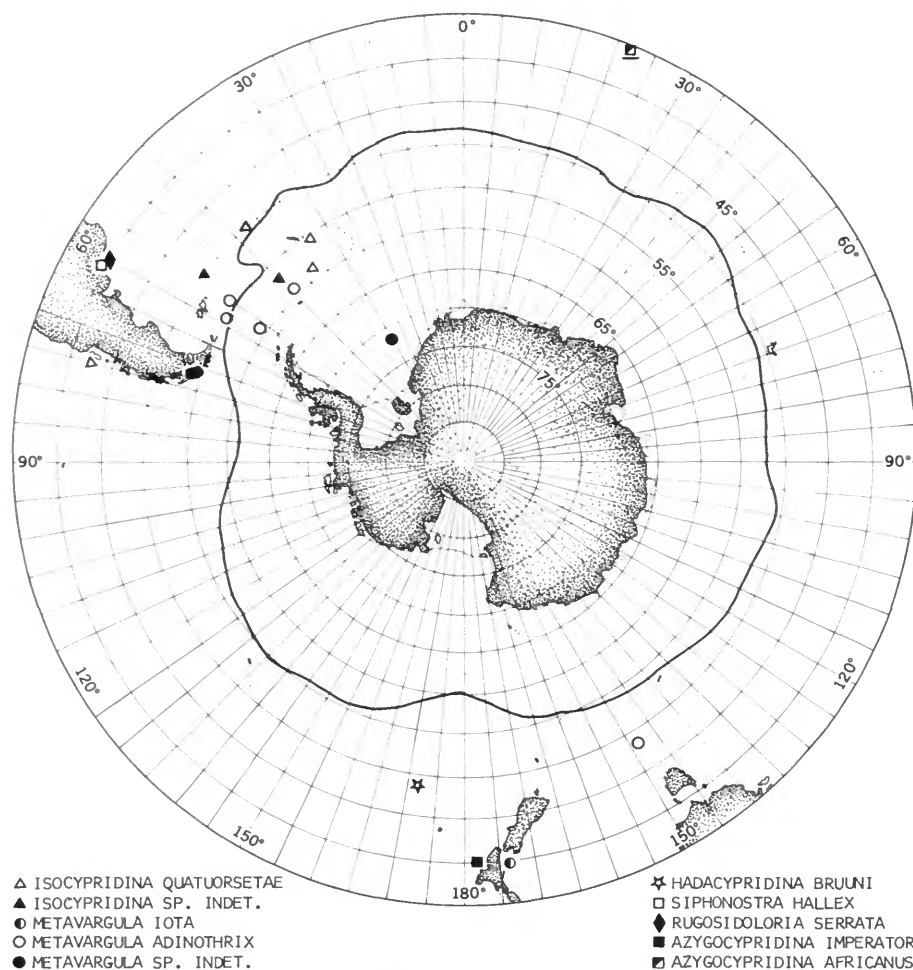 0°
30°
30°
45°
60°
60°
55°
65°
75°
90°
90°
120°
120°
150°
150°
180°
ISOCYPRIDINA QUATUORSETAE
ISOCYPRIDINA SP. INDET.
METAVARGULA IOTA
METAVARGULA ADINOTHRIX
METAVARGULA SP. INDET.
HADACYPRIDINA BRUUNI
SIPHONOSTRA HALLEX
RUGOSIDOLORIA SERRATA
AZYGOCYPRIDINA IMPERATOR
AZYGOCYPRIDINA AFRICANUS